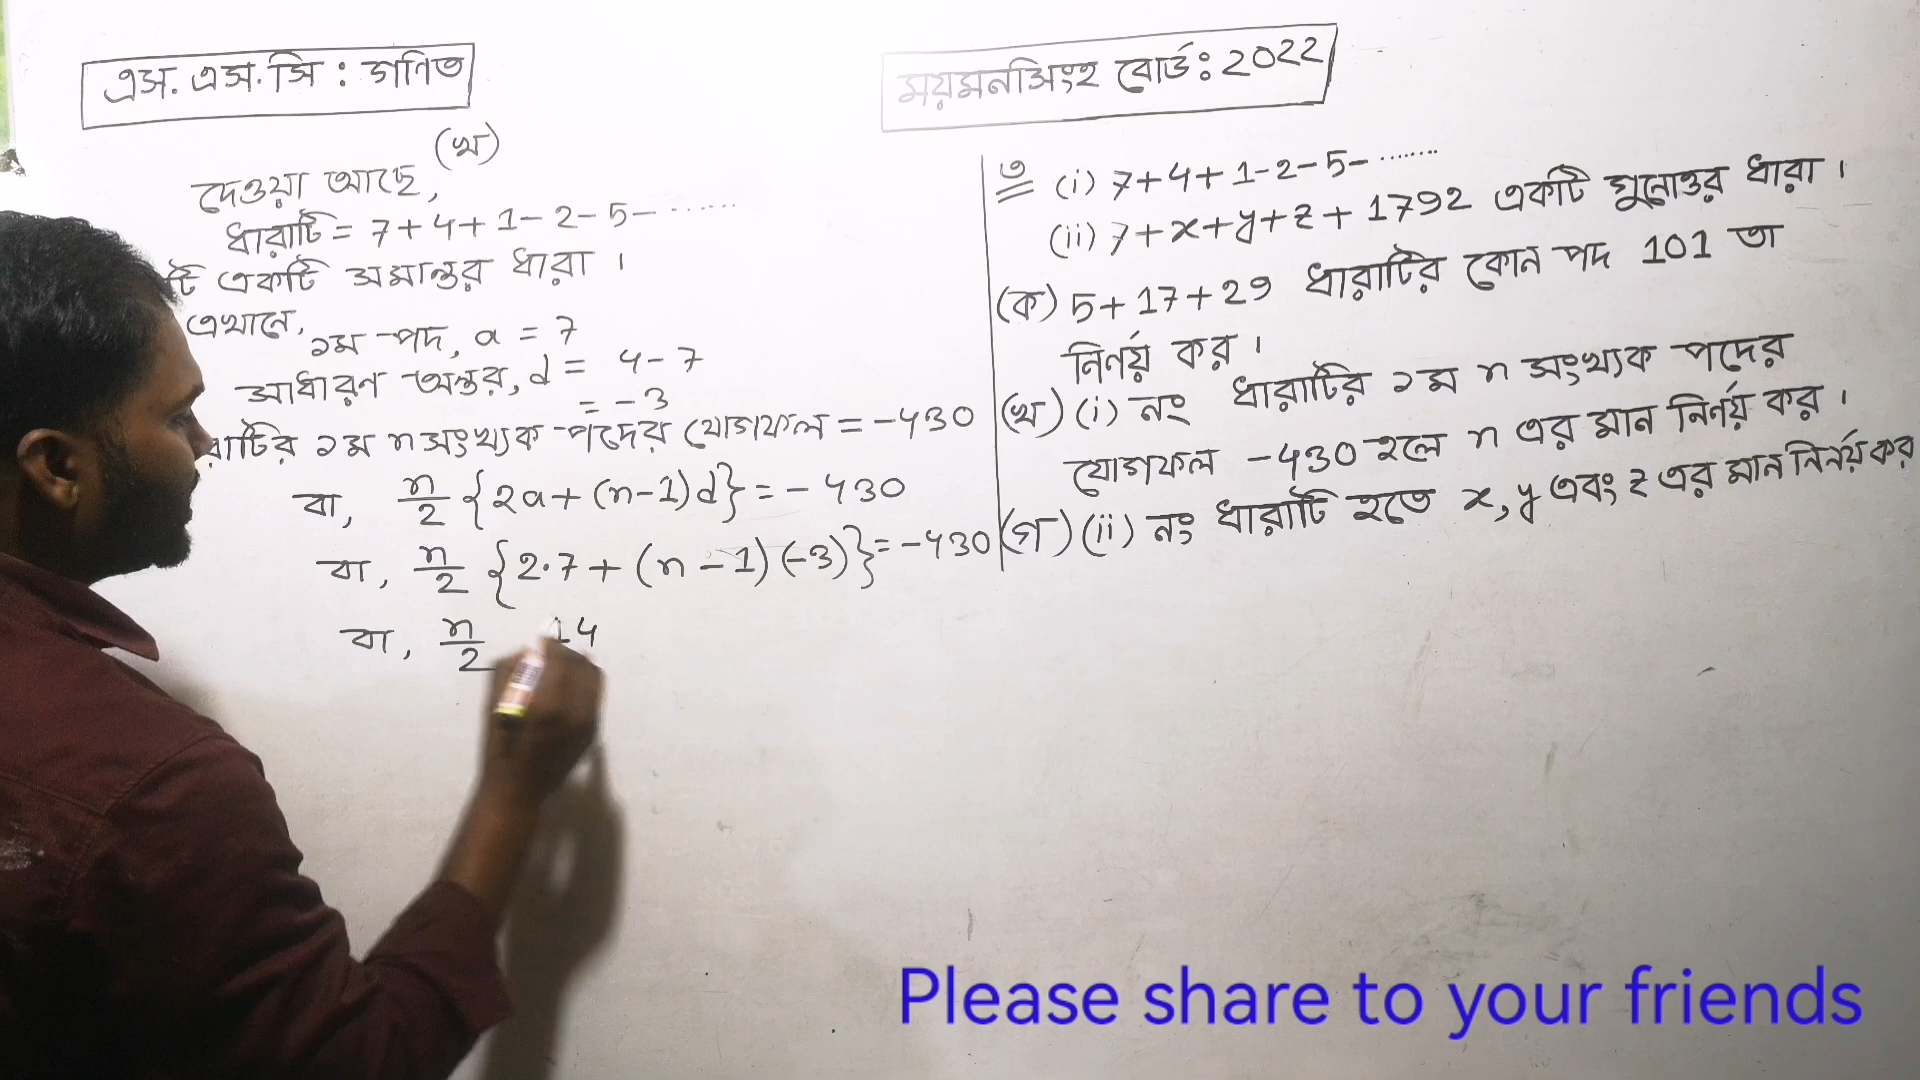 এস. এস. সি : গনিত
ময়মনসিংহ বোর্ড: 2022
(খ)
দেওয়া আছে,
ধারাটি = 7+4+1-2-5- .......
টি একটি সমান্তর ধারা ।
এখানে,
১ম পদ, a = 7
সাধারণ অন্তর, d = 4-7
= -3
রাটির ১ম n সংখ্যক পদের যোগফল = -430
বা, n/2 {2a+(n-1)d} = -430
বা, n/2 {2·7+(n-1)(-3)} = -430
বা, n/2 14
৩ (i) 7+4+1-2-5- ........
(ii) 7+x+y+z+1792 একটি গুনোত্তর ধারা ।
(ক) 5+17+29 ধারাটির কোন পদ 101 তা
নির্ণয় কর ।
(খ) (i) নং ধারাটির ১ম n সংখ্যক পদের
যোগফল -430 হলে n এর মান নির্ণয় কর ।
(গ) (ii) নং ধারাটি হতে x, y এবং z এর মান নির্নয় কর
Please share to your friends